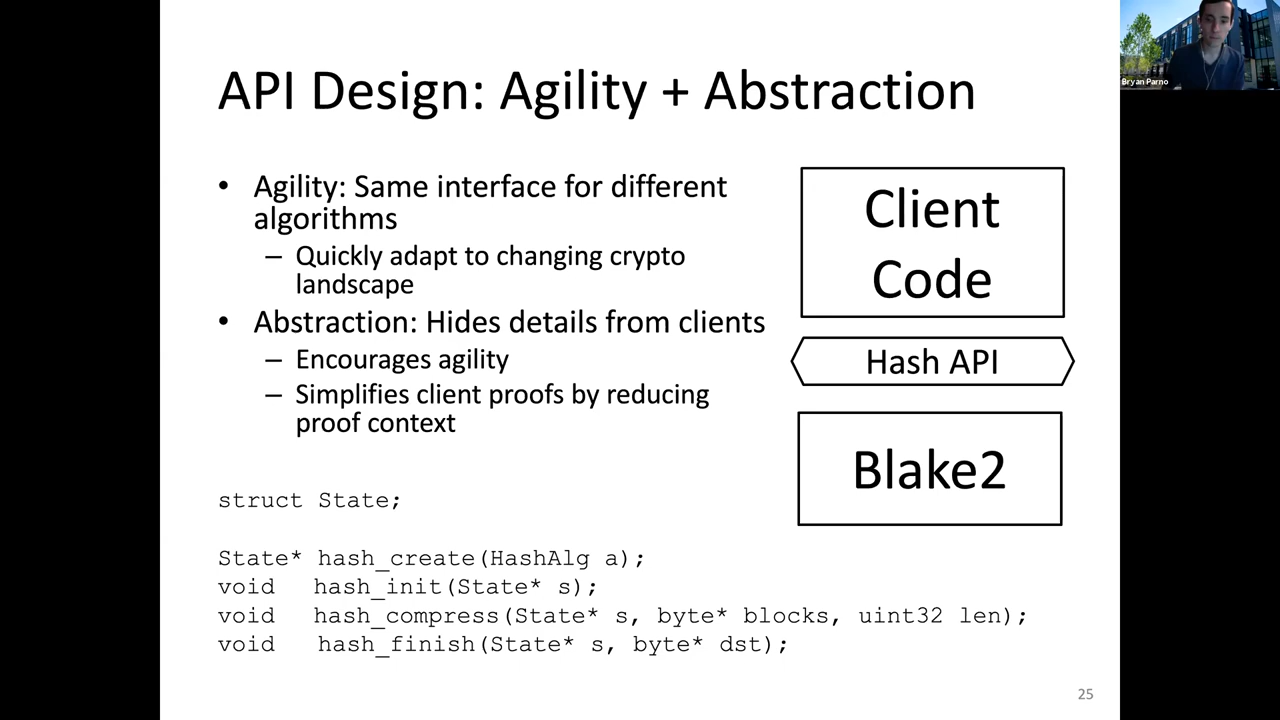 Bryan Parno
API Design: Agility + Abstraction
• Agility: Same interface for different
algorithms
– Quickly adapt to changing crypto
landscape
• Abstraction: Hides details from clients
– Encourages agility
– Simplifies client proofs by reducing
proof context
Client
Code
Hash API
Blake2
struct State;
State* hash_create(HashAlg a);
void hash_init(State* s);
void hash_compress(State* s, byte* blocks, uint32 len);
void hash_finish(State* s, byte* dst);
25